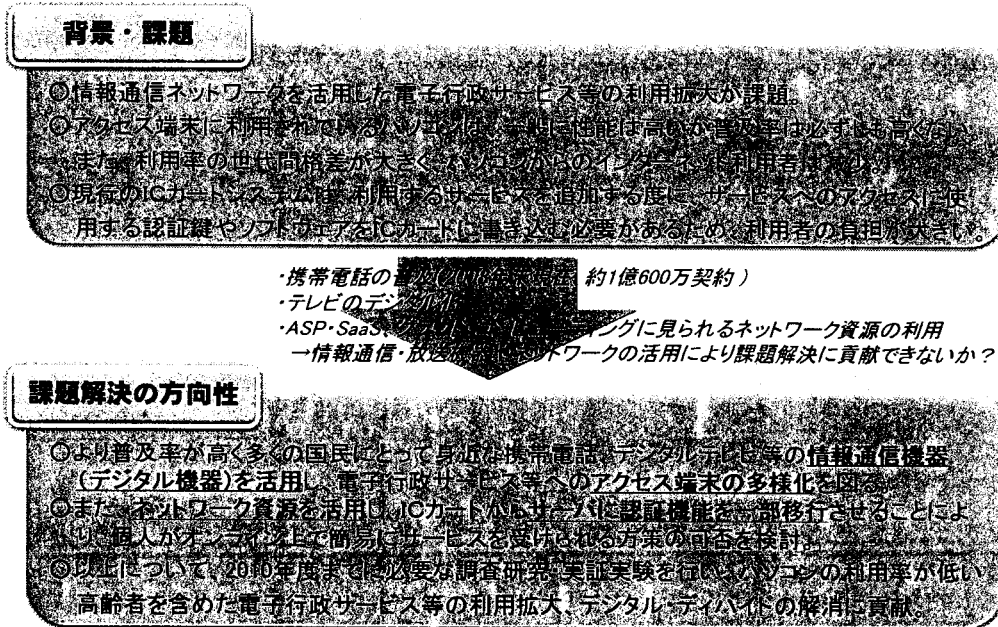 背景・課題
○情報通信ネットワークを活用した電子行政サービス等の利用拡大が課題。
○アクセス端末に利用されているパソコンは、 に性能は高いが普及率は必ずしも高くない。
また、利用率の世代間格差が大きく、パソコンからのインターネット利用者は
○現行のICカードシステムは、利用するサービスを追加する度に、サービスへのアクセスに使
用する認証鍵やソフトウェアをICカードに書き込む必要があるため、利用者の負担が大きい。
・携帯電話の 約1億600万契約)
・テレビのデジタル
・ASP・SaaS、 ングに見られるネットワーク資源の利用
→情報通信・放送 ネットワークの活用により課題解決に貢献できないか?
課題解決の方向性
○より普及率が高く多くの国民にとって身近な携帯電話、デジタルテレビ等の情報通信機器
(デジタル機器)を活用し、電子行政サービス等へのアクセス端末の多様化を図る。
○また、ネットワーク資源を活用し、ICカードからサーバに認証機能を一部移行させることによ
り、個人がオンライン上で簡易にサービスを受けられる方策の可否を検討。
○以上について、2010年度までに必要な調査研究・実証実験を行い、パソコンの利用率が低い
高齢者を含めた電子行政サービス等の利用拡大、デジタル・ディバイドの解消に貢献。